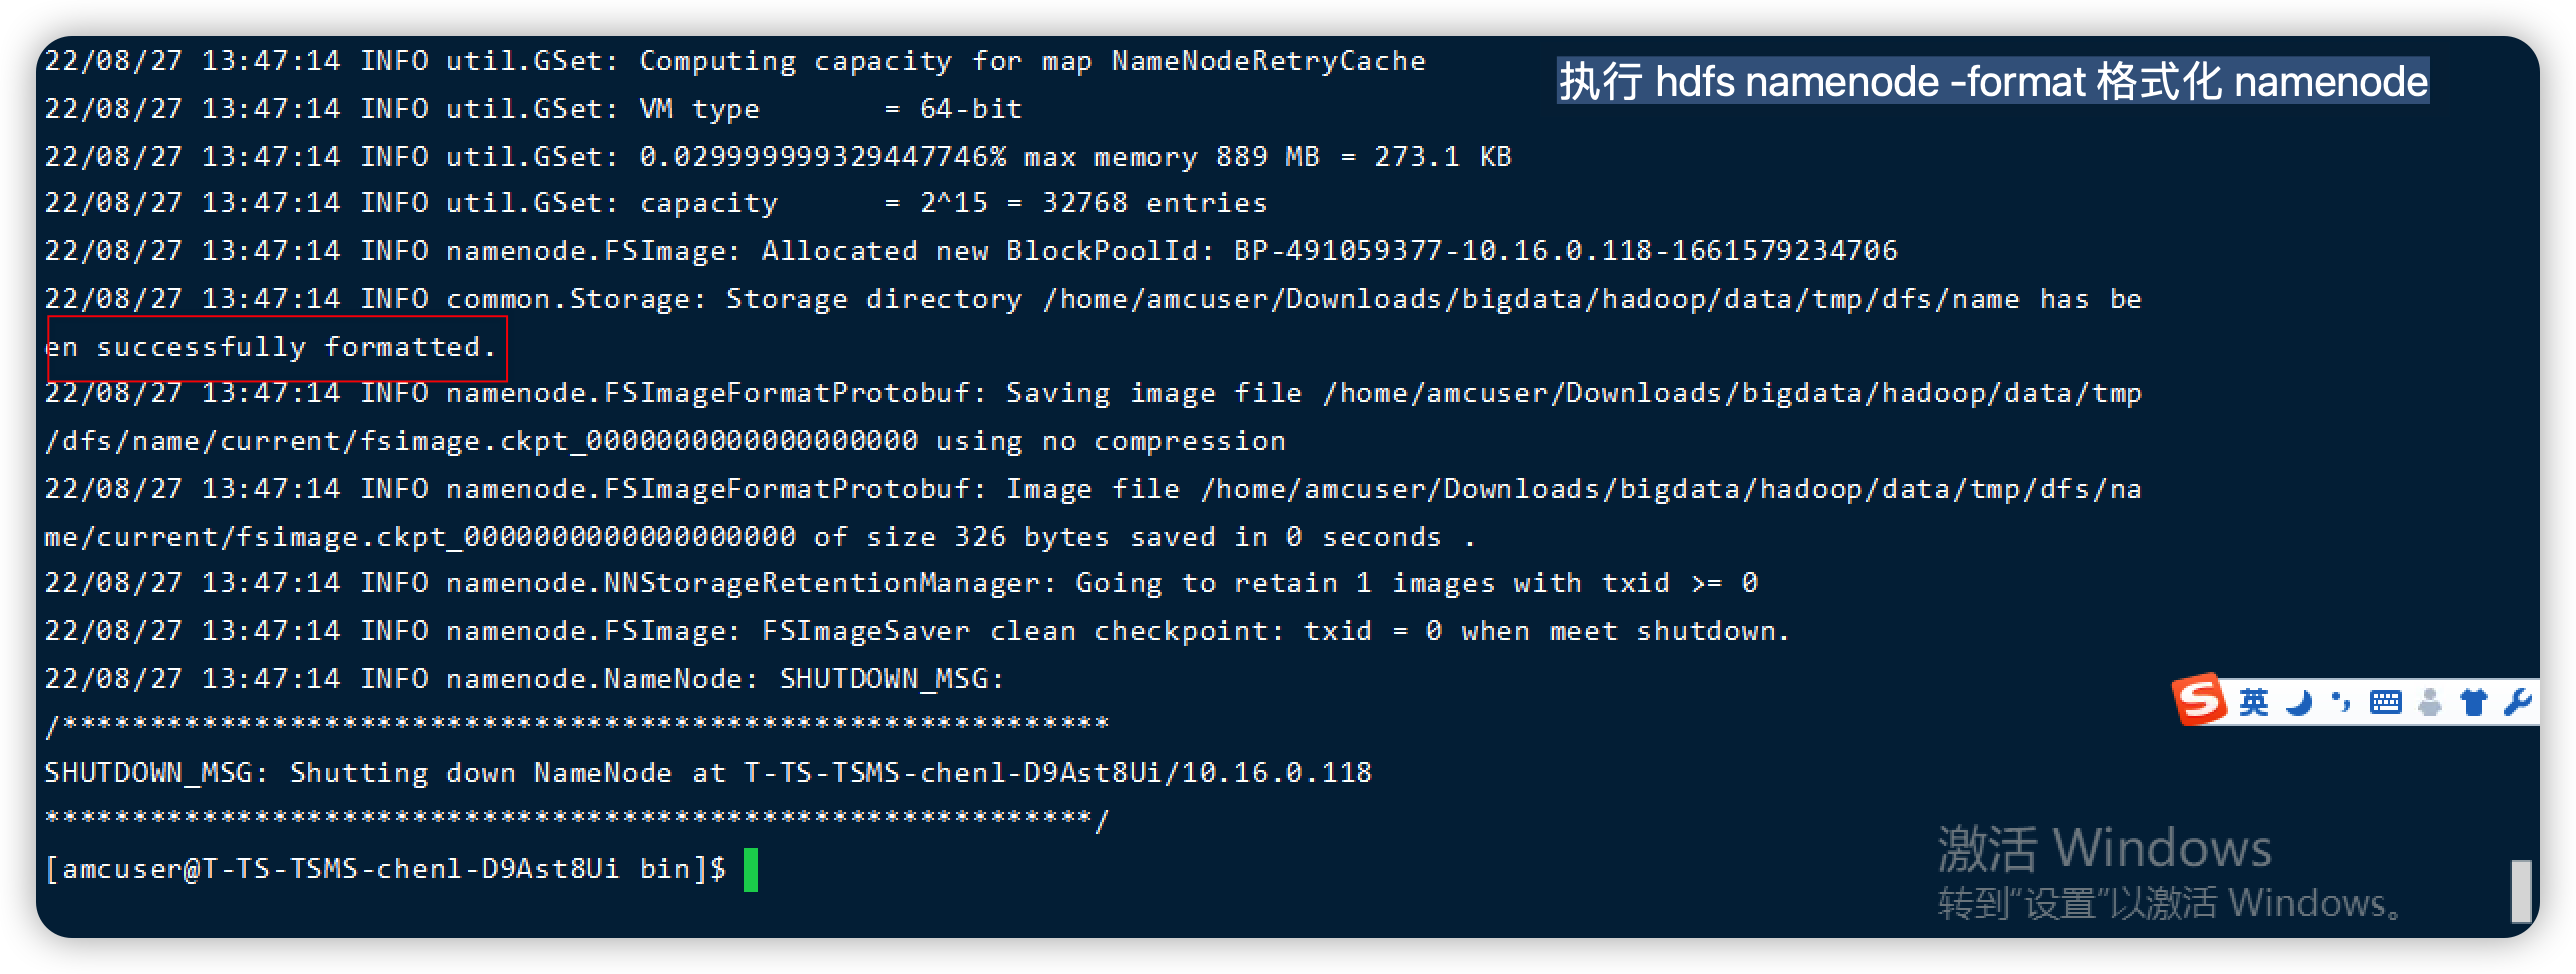 22/08/27 13:47:14 INFO util.GSet: Computing capacity for map NameNodeRetryCache
执行 hdfs namenode -format 格式化 namenode
22/08/27 13:47:14 INFO util.GSet: VM type       = 64-bit
22/08/27 13:47:14 INFO util.GSet: 0.029999999329447746% max memory 889 MB = 273.1 KB
22/08/27 13:47:14 INFO util.GSet: capacity      = 2^15 = 32768 entries
22/08/27 13:47:14 INFO namenode.FSImage: Allocated new BlockPoolId: BP-491059377-10.16.0.118-1661579234706
22/08/27 13:47:14 INFO common.Storage: Storage directory /home/amcuser/Downloads/bigdata/hadoop/data/tmp/dfs/name has be
en successfully formatted.
22/08/27 13:47:14 INFO namenode.FSImageFormatProtobuf: Saving image file /home/amcuser/Downloads/bigdata/hadoop/data/tmp
/dfs/name/current/fsimage.ckpt_0000000000000000000 using no compression
22/08/27 13:47:14 INFO namenode.FSImageFormatProtobuf: Image file /home/amcuser/Downloads/bigdata/hadoop/data/tmp/dfs/na
me/current/fsimage.ckpt_0000000000000000000 of size 326 bytes saved in 0 seconds .
22/08/27 13:47:14 INFO namenode.NNStorageRetentionManager: Going to retain 1 images with txid >= 0
22/08/27 13:47:14 INFO namenode.FSImage: FSImageSaver clean checkpoint: txid = 0 when meet shutdown.
22/08/27 13:47:14 INFO namenode.NameNode: SHUTDOWN_MSG:
/************************************************************
SHUTDOWN_MSG: Shutting down NameNode at T-TS-TSMS-chenl-D9Ast8Ui/10.16.0.118
************************************************************/
[amcuser@T-TS-TSMS-chenl-D9Ast8Ui bin]$
英
激活 Windows
转到"设置"以激活 Windows。